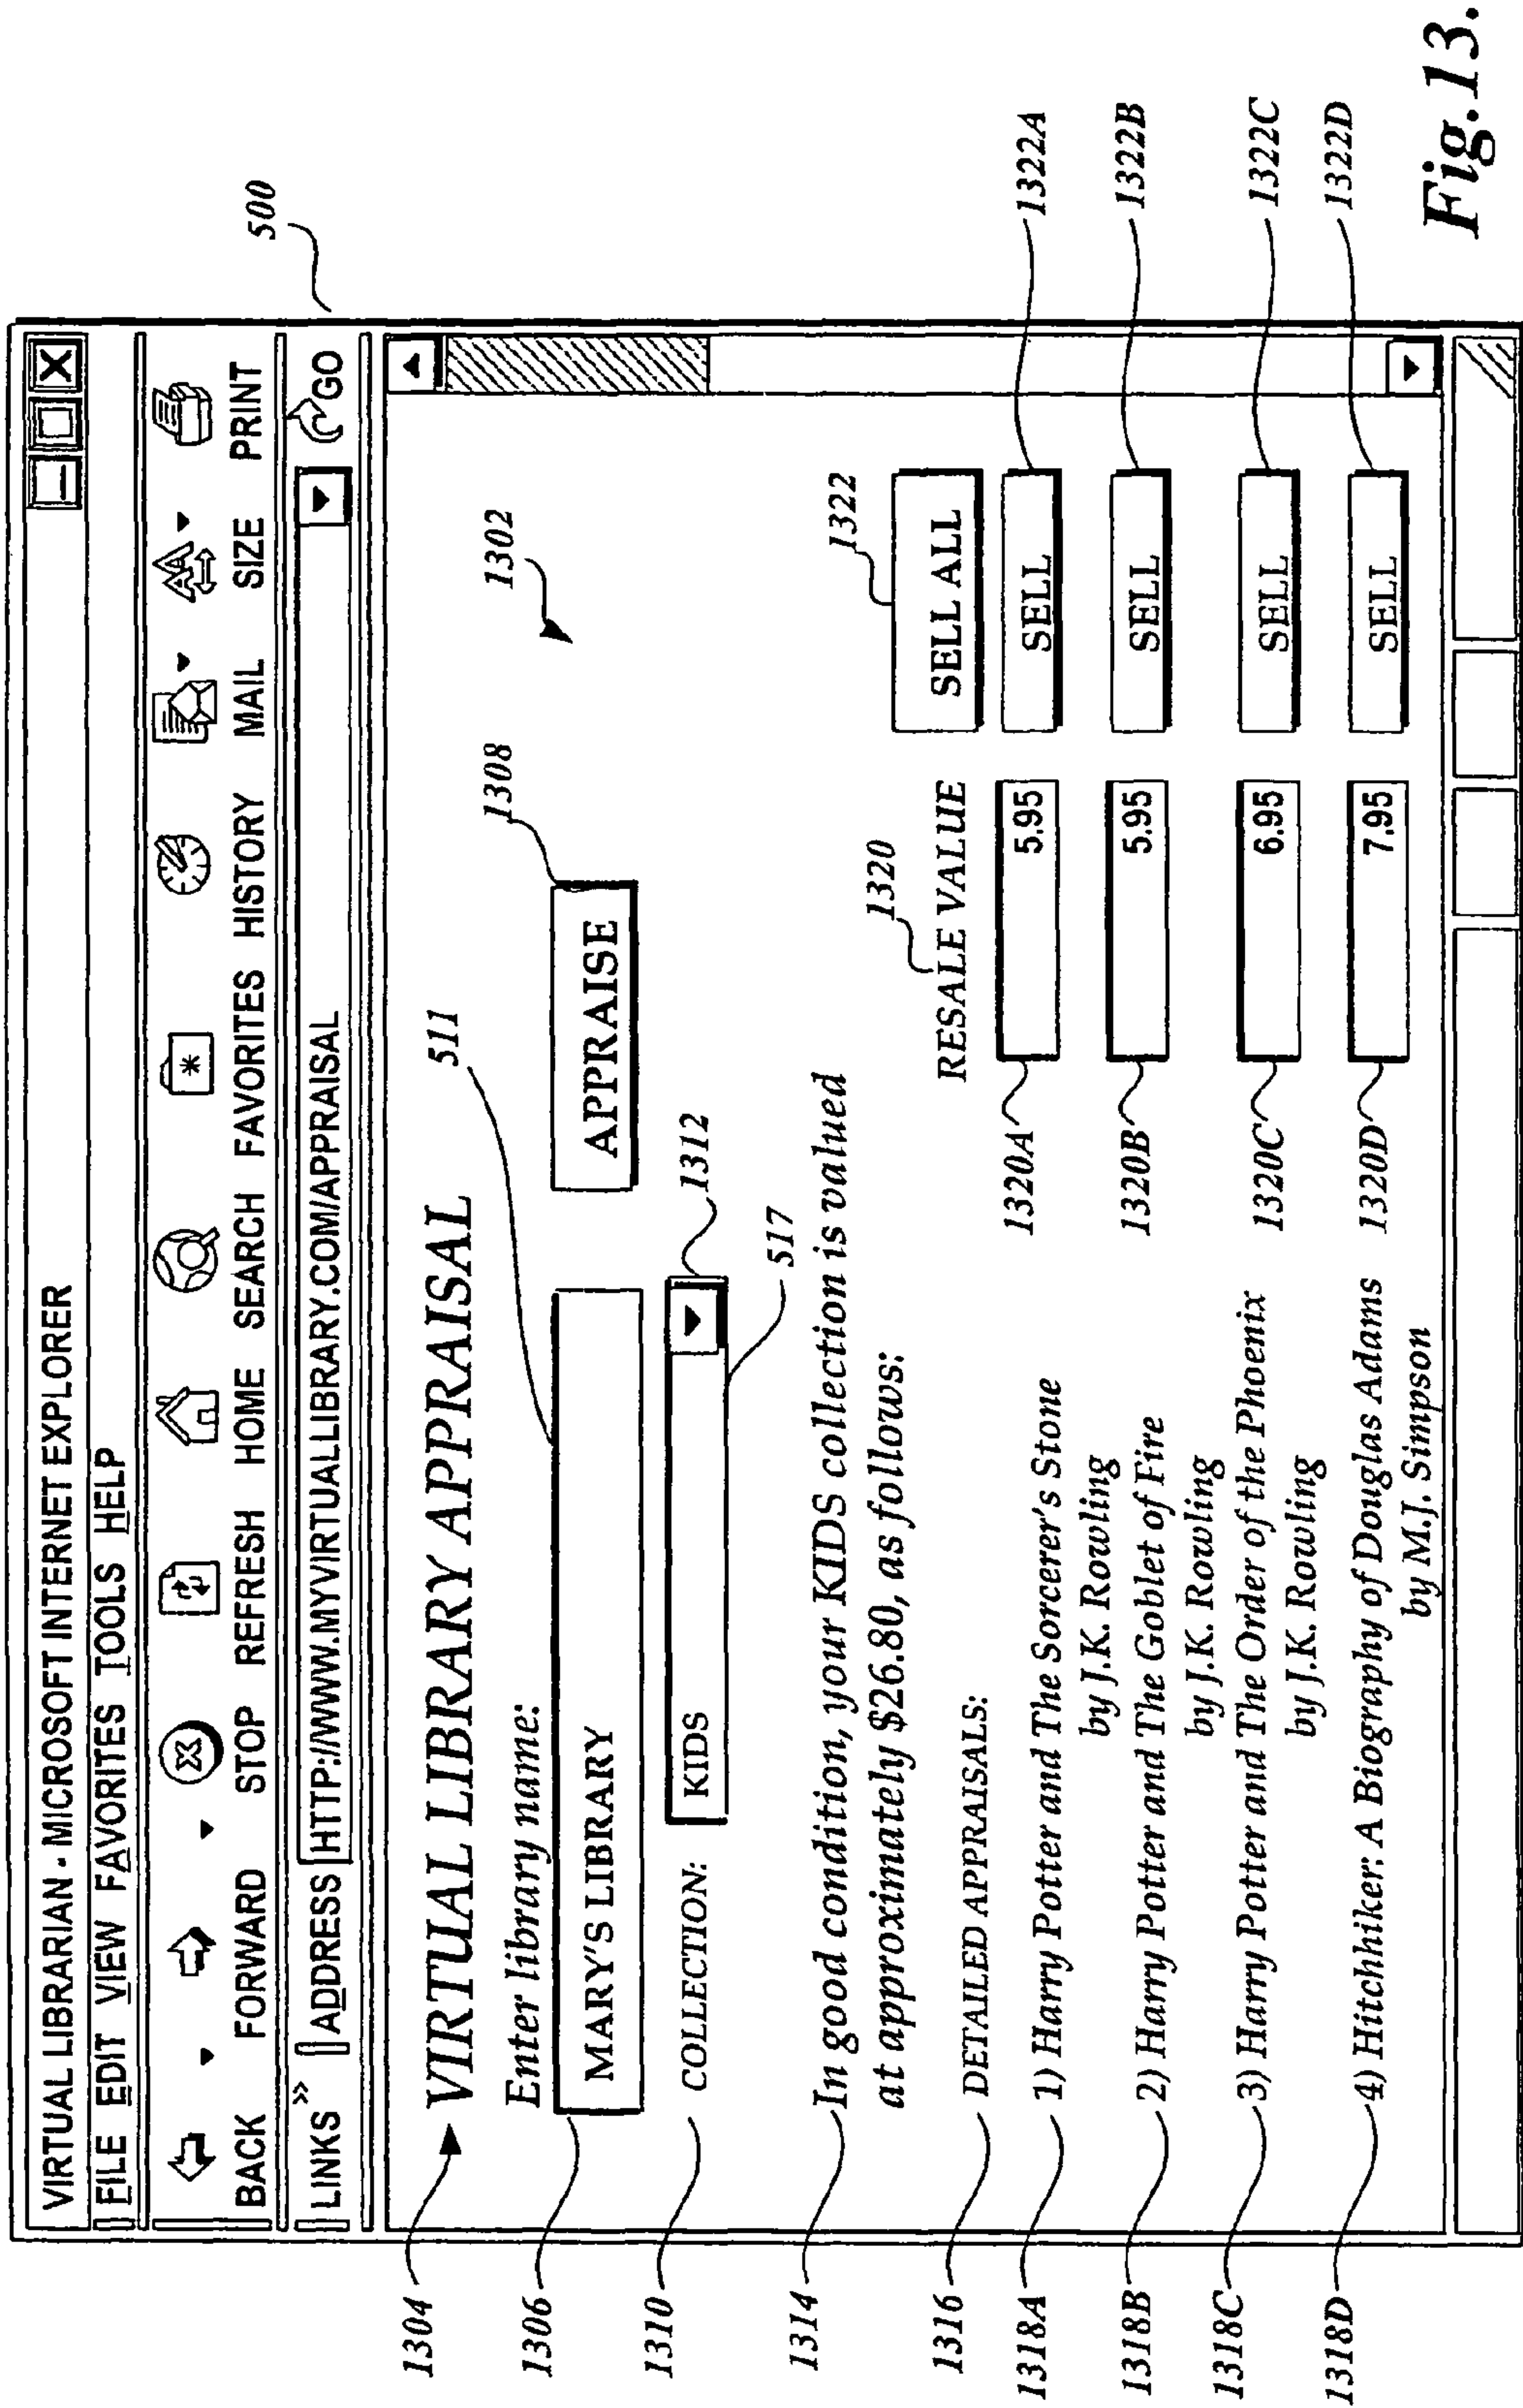 VIRTUAL LIBRARIAN - MICROSOFT INTERNET EXPLORER
FILE EDIT VIEW FAVORITES TOOLS HELP
BACK FORWARD STOP REFRESH HOME SEARCH FAVORITES HISTORY MAIL SIZE PRINT
LINKS » ADDRESS HTTP://WWW.MYVIRTUALLIBRARY.COM/APPRAISAL GO
500
1304 VIRTUAL LIBRARY APPRAISAL
511
1308
1302
Enter library name:
1306 MARY'S LIBRARY APPRAISE
1310 COLLECTION: KIDS 1312
517
1314 In good condition, your KIDS collection is valued
at approximately $26.80, as follows:
1320
1322
1316 DETAILED APPRAISALS: RESALE VALUE SELL ALL
1318A 1) Harry Potter and The Sorcerer's Stone 1320A 5.95 SELL 1322A
by J.K. Rowling
1318B 2) Harry Potter and The Goblet of Fire 1320B 5.95 SELL 1322B
by J.K. Rowling
1318C 3) Harry Potter and The Order of the Phoenix 1320C 6.95 SELL 1322C
by J.K. Rowling
1318D 4) Hitchhiker: A Biography of Douglas Adams 1320D 7.95 SELL 1322D
by M.J. Simpson
Fig.13.